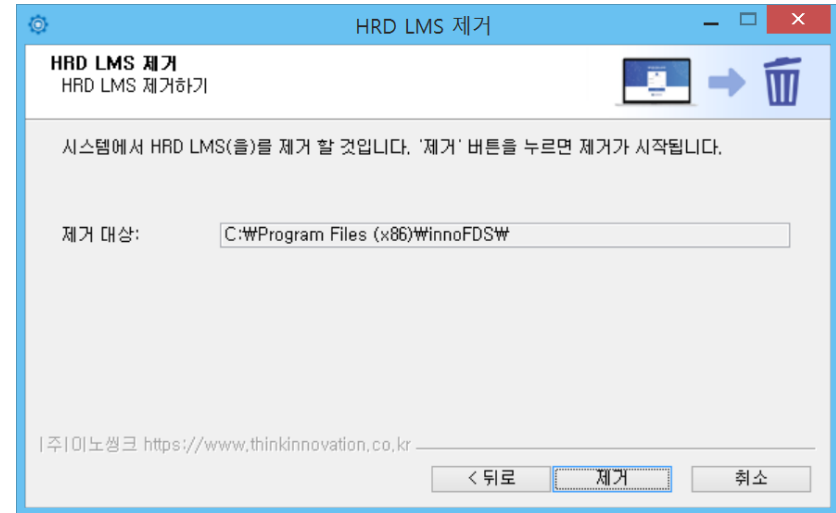 HRD LMS 제거
HRD LMS 제거
HRD LMS 제거하기
시스템에서 HRD LMS(을)를 제거 할 것입니다. '제거' 버튼을 누르면 제거가 시작됩니다.
제거 대상: C:₩Program Files (x86)₩innoFDS₩
|주|이노씽크 https://www.thinkinnovation.co.kr
< 뒤로 제거 취소